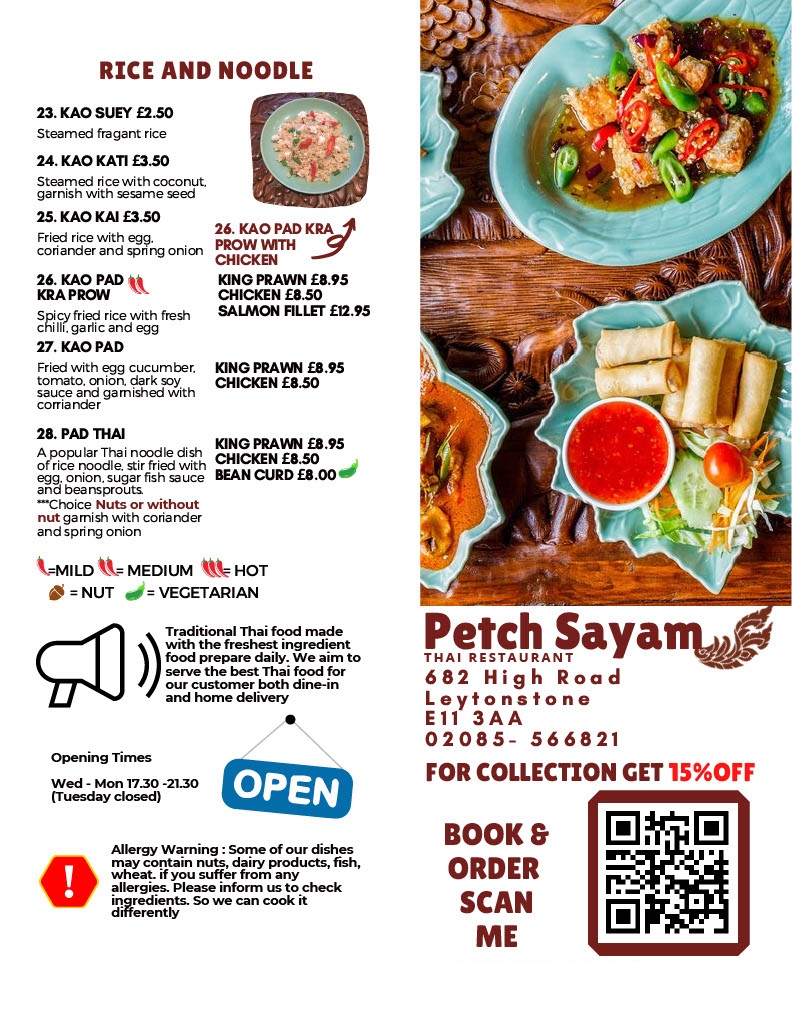 RICE AND NOODLE
23. KAO SUEY £2.50
Steamed fragant rice
24. KAO KATI £3.50
Steamed rice with coconut,
garnish with sesame seed
25. KAO KAI £3.50
Fried rice with egg,
coriander and spring onion
26. KAO PAD KRA
PROW WITH
CHICKEN
26. KAO PAD
KRA PROW
Spicy fried rice with fresh
chilli, garlic and egg
KING PRAWN £8.95
CHICKEN £8.50
SALMON FILLET £12.95
27. KAO PAD
Fried with egg cucumber,
tomato, onion, dark soy
sauce and garnished with
corriander
KING PRAWN £8.95
CHICKEN £8.50
28. PAD THAI
A popular Thai noodle dish
of rice noodle, stir fried with
egg, onion, sugar fish sauce
and beansprouts.
***Choice Nuts or without
nut garnish with coriander
and spring onion
KING PRAWN £8.95
CHICKEN £8.50
BEAN CURD £8.00
=MILD = MEDIUM = HOT
= NUT = VEGETARIAN
Traditional Thai food made
with the freshest ingredient
food prepare daily. We aim to
serve the best Thai food for
our customer both dine-in
and home delivery
Opening Times
Wed - Mon 17.30 -21.30
(Tuesday closed)
OPEN
Allergy Warning : Some of our dishes
may contain nuts, dairy products, fish,
wheat. if you suffer from any
allergies. Please inform us to check
ingredients. So we can cook it
differently
!
Petch Sayam
THAI RESTAURANT
682 High Road
Leytonstone
E11 3AA
02085- 566821
FOR COLLECTION GET 15%OFF
BOOK &
ORDER
SCAN
ME